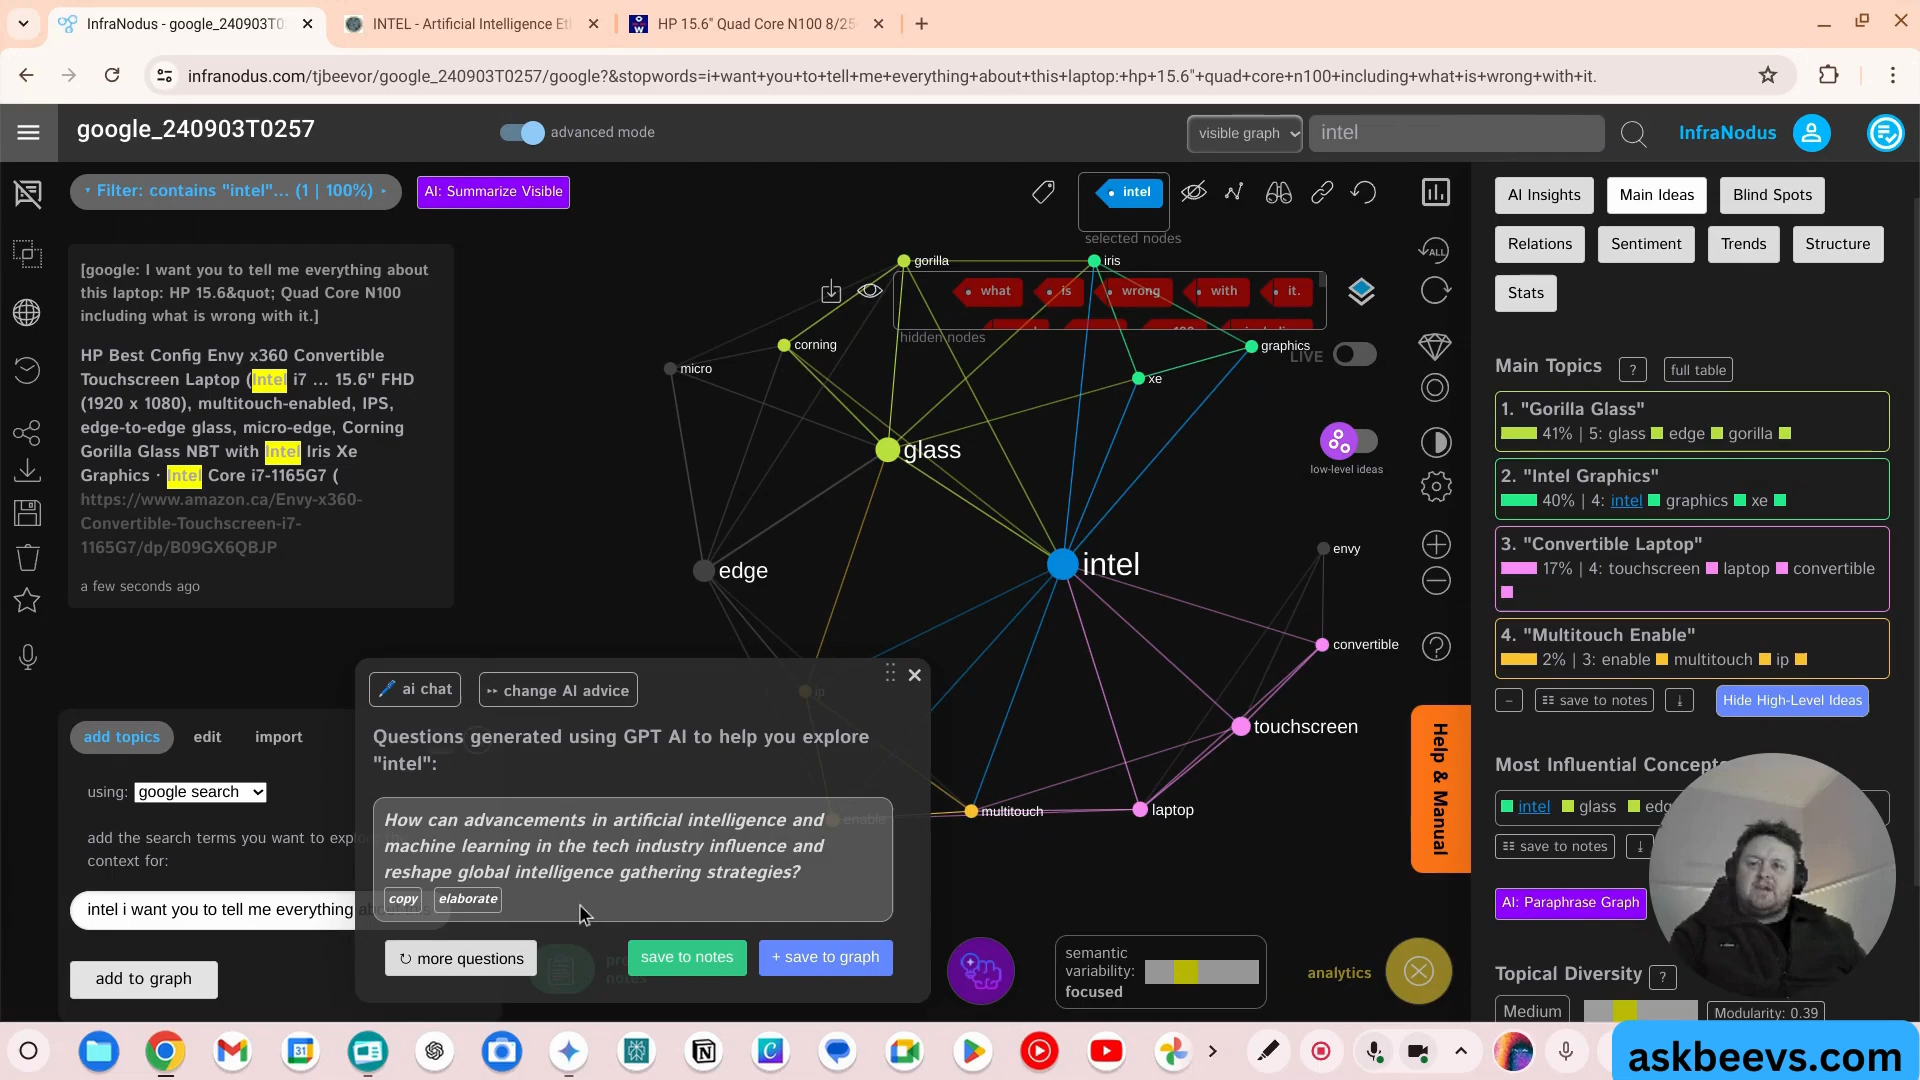 InfraNodus - google_240903T0
INTEL - Artificial Intelligence Et
HP 15.6" Quad Core N100 8/25
infranodus.com/tjbeevor/google_240903T0257/google?&stopwords=i+want+you+to+tell+me+everything+about+this+laptop:+hp+15.6"+quad+core+n100+including+what+is+wrong+with+it.
google_240903T0257
advanced mode
visible graph
intel
InfraNodus
Filter: contains "intel"... (1 | 100%)
AI: Summarize Visible
intel
selected nodes
[google: I want you to tell me everything about
this laptop: HP 15.6&quot; Quad Core N100
including what is wrong with it.]
HP Best Config Envy x360 Convertible
Touchscreen Laptop (Intel i7 ... 15.6" FHD
(1920 x 1080), multitouch-enabled, IPS,
edge-to-edge glass, micro-edge, Corning
Gorilla Glass NBT with Intel Iris Xe
Graphics · Intel Core i7-1165G7 (
https://www.amazon.ca/Envy-x360-
Convertible-Touchscreen-i7-
1165G7/dp/B09GX6QBJP
a few seconds ago
gorilla
iris
what
is
wrong
with
it.
hidden nodes
corning
graphics
LIVE
micro
xe
glass
low-level ideas
intel
envy
edge
convertible
ip
touchscreen
multitouch
laptop
enable
ALL
Help & Manual
AI Insights
Main Ideas
Blind Spots
Relations
Sentiment
Trends
Structure
Stats
Main Topics
?
full table
1. "Gorilla Glass"
41% | 5: glass edge gorilla
2. "Intel Graphics"
40% | 4: intel graphics xe
3. "Convertible Laptop"
17% | 4: touchscreen laptop convertible
4. "Multitouch Enable"
2% | 3: enable multitouch ip
save to notes
Hide High-Level Ideas
Most Influential Concepts
intel glass edg
save to notes
AI: Paraphrase Graph
Topical Diversity ?
Medium
Modularity: 0.39
add topics
edit
import
using: google search
add the search terms you want to explo
context for:
intel i want you to tell me everything
add to graph
ai chat
change AI advice
Questions generated using GPT AI to help you explore
"intel":
How can advancements in artificial intelligence and
machine learning in the tech industry influence and
reshape global intelligence gathering strategies?
copy
elaborate
more questions
save to notes
+ save to graph
notes
semantic
variability:
focused
analytics
askbeevs.com